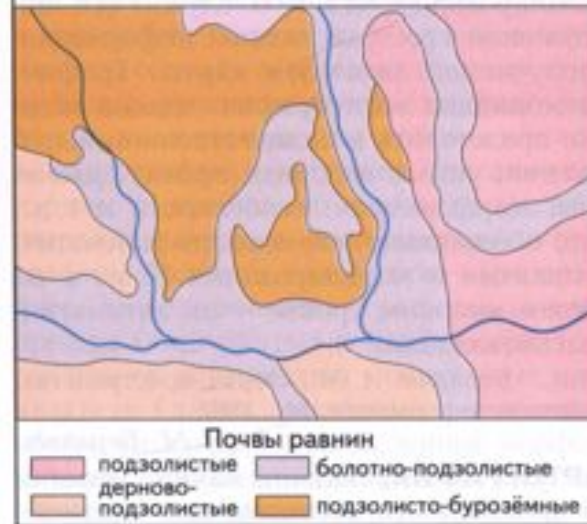 Почвы равнин
подзолистые
дерново-
подзолистые
болотно-подзолистые
подзолисто-бурозёмные